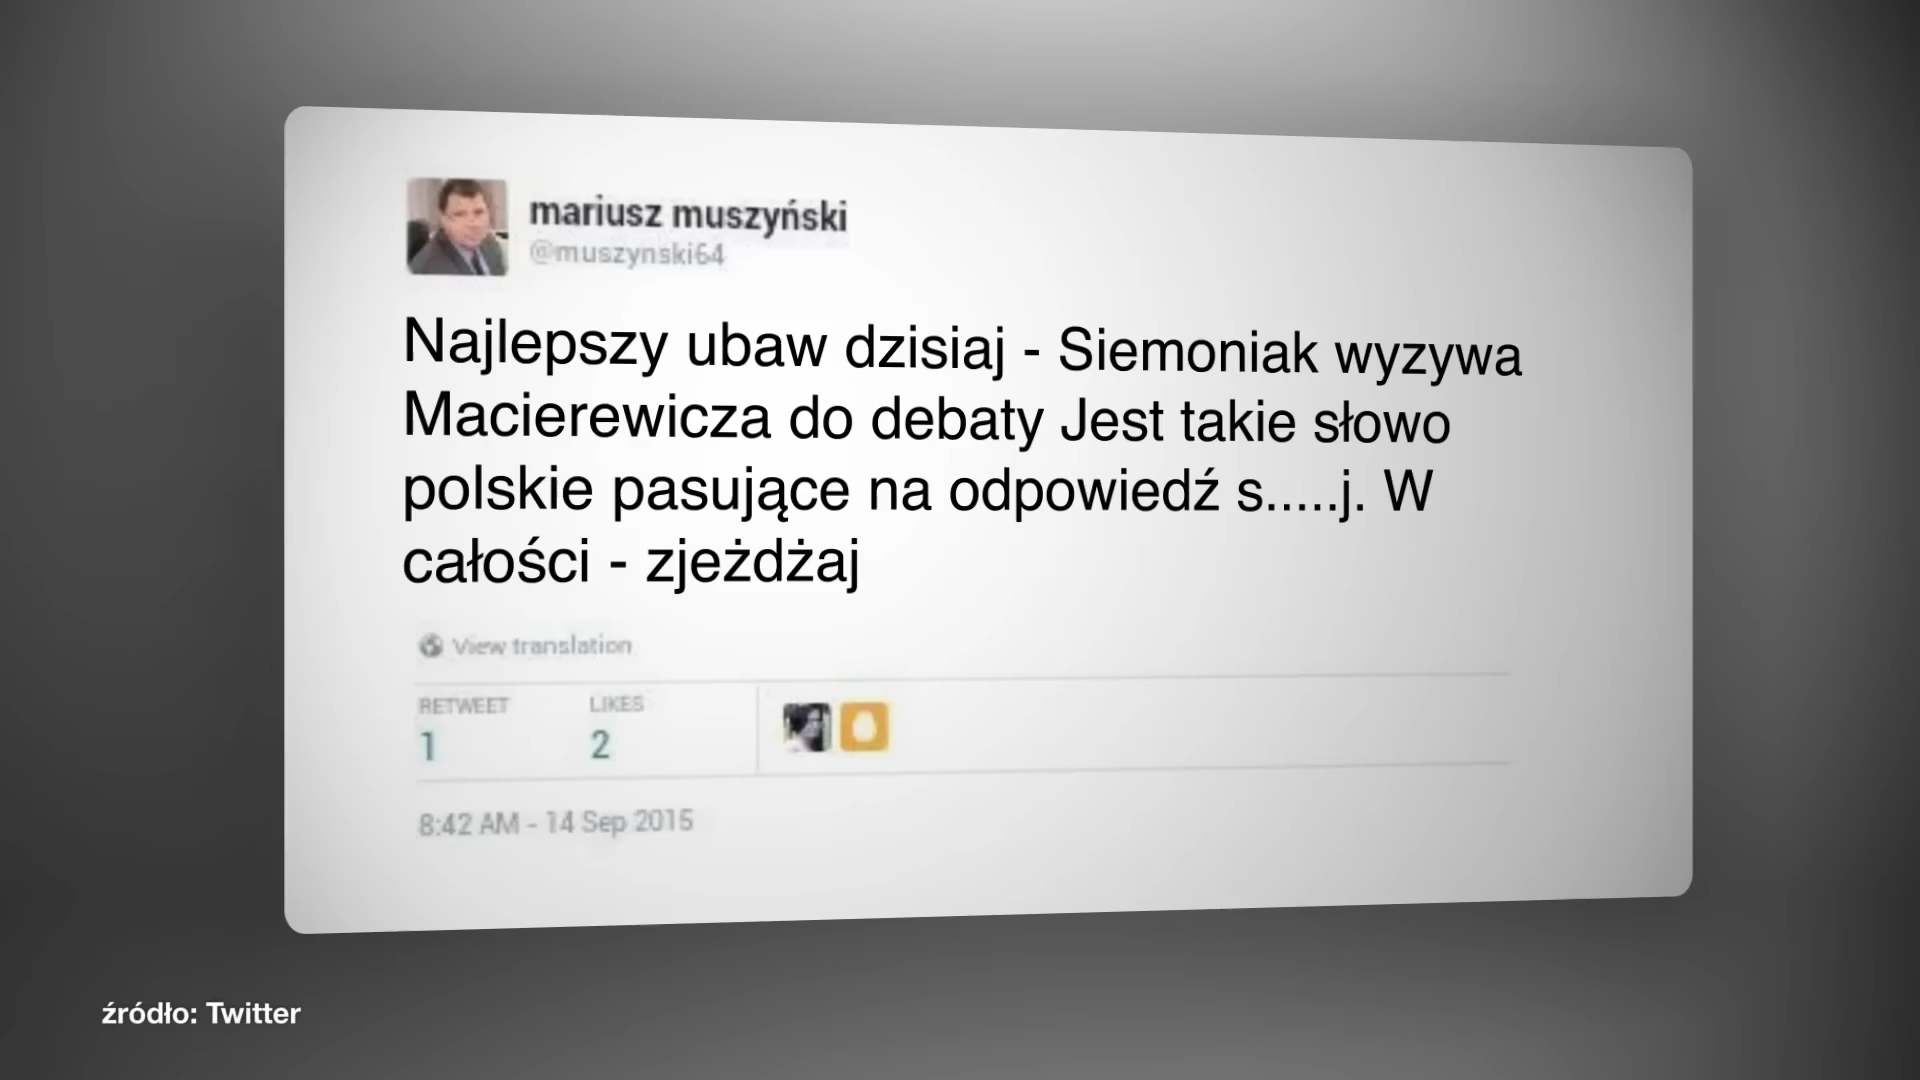 mariusz muszyński
@muszynski64
Najlepszy ubaw dzisiaj - Siemoniak wyzywa
Macierewicza do debaty Jest takie słowo
polskie pasujące na odpowiedź s.....j. W
całości - zjeżdżaj
View translation
RETWEET LIKES
1 2
8:42 AM - 14 Sep 2015
źródło: Twitter